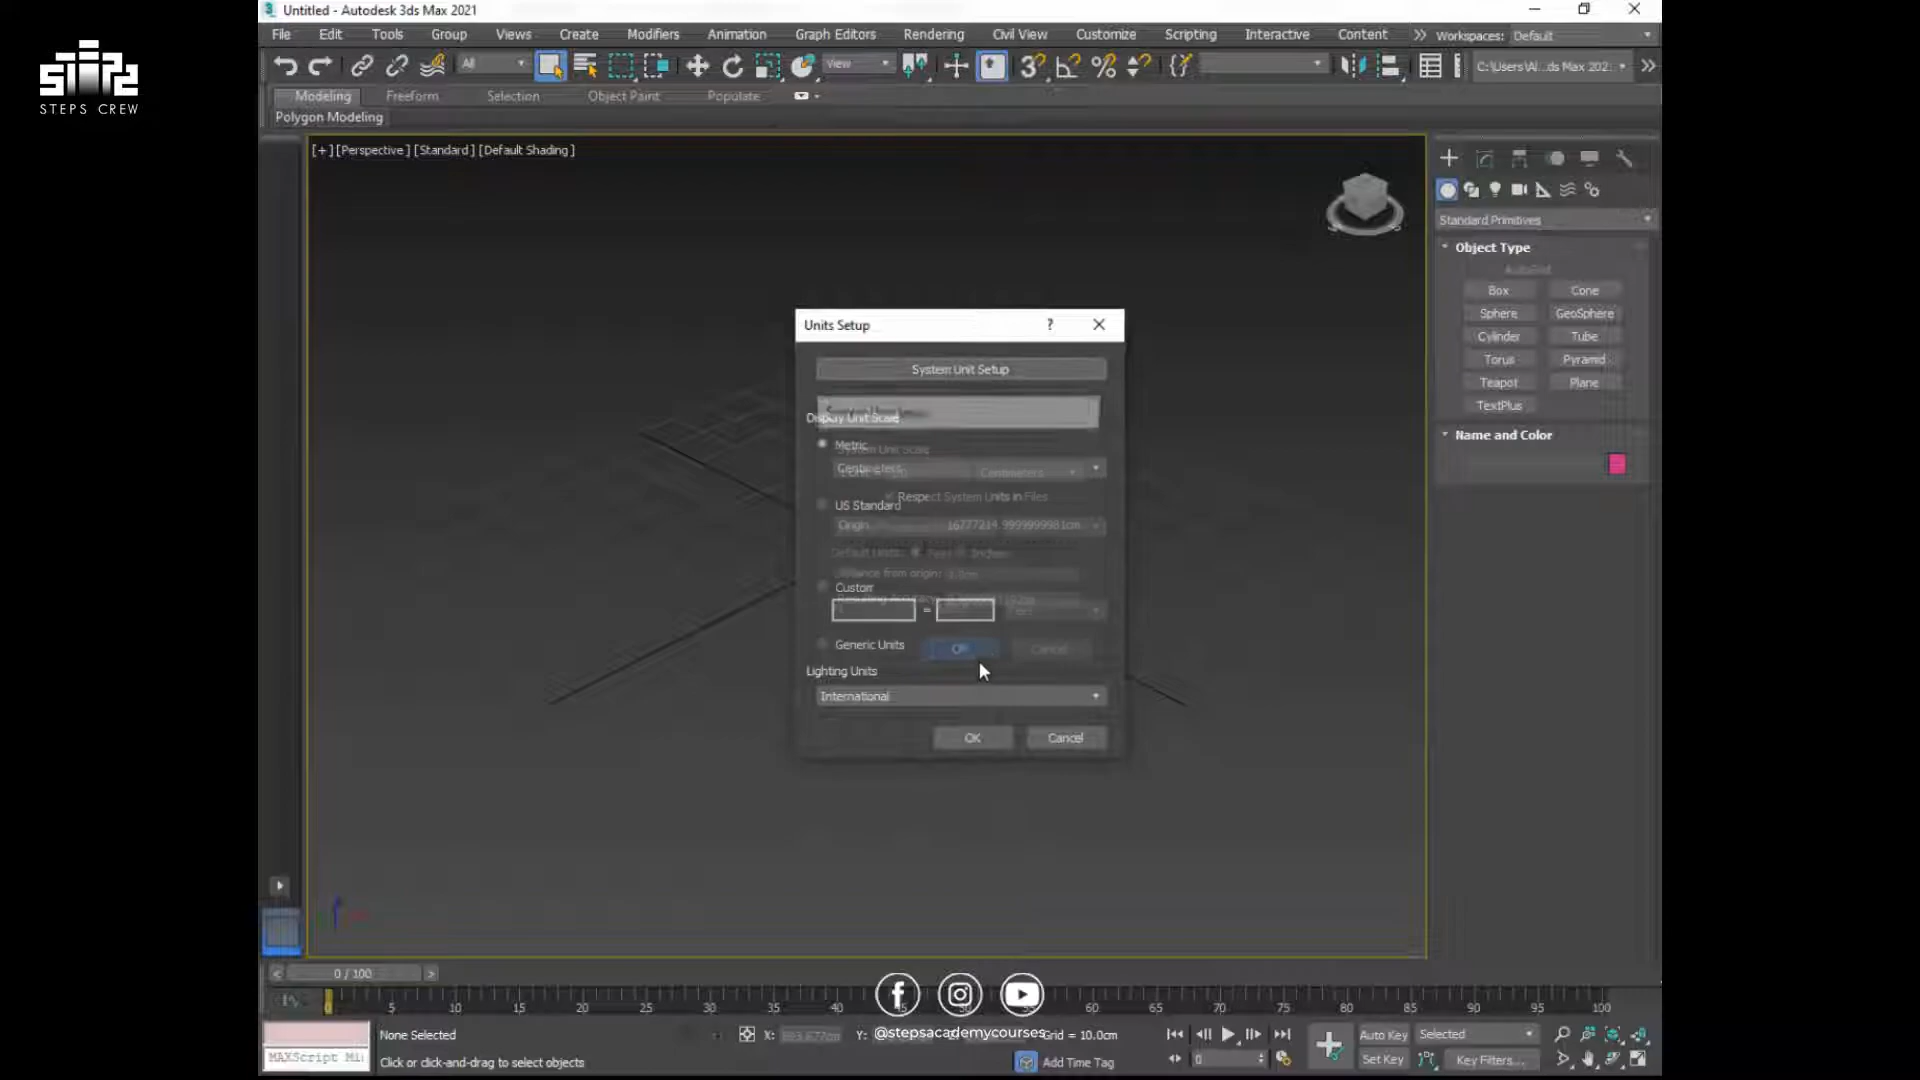 Untitled - Autodesk 3ds Max 2021
STEPS CREW
File Edit Tools Group Views Create Modifiers Animation Graph Editors Rendering Civil View Customize Scripting Interactive Content Workspaces: Default
All View C:\Users\Al...ds Max 202:
Modeling Freeform Selection Object Paint Populate
Polygon Modeling
[+] [Perspective ] [Standard ] [Default Shading ]
Standard Primitives
Object Type
AutoGrid
Box Cone
Sphere GeoSphere
Cylinder Tube
Torus Pyramid
Teapot Plane
TextPlus
Name and Color
Units Setup ?
System Unit Setup
Display Unit Scale
Metric
System Unit Scale
Centimeters Centimeters
Respect System Units in Files
US Standard
Origin 16777214.9999999981cm
Default Units: Feet Inches
Distance from origin:
Custom
=
Generic Units OK Cancel
Lighting Units
International
OK Cancel
< 0 / 100 >
5 10 15 20 25 30 35 40 60 65 70 75 80 85 90 95 100
None Selected X: Y: @stepsacademycourses Grid = 10.0cm Auto Key Selected
MAXScript Mi Click or click-and-drag to select objects Add Time Tag 0 Set Key Key Filters...